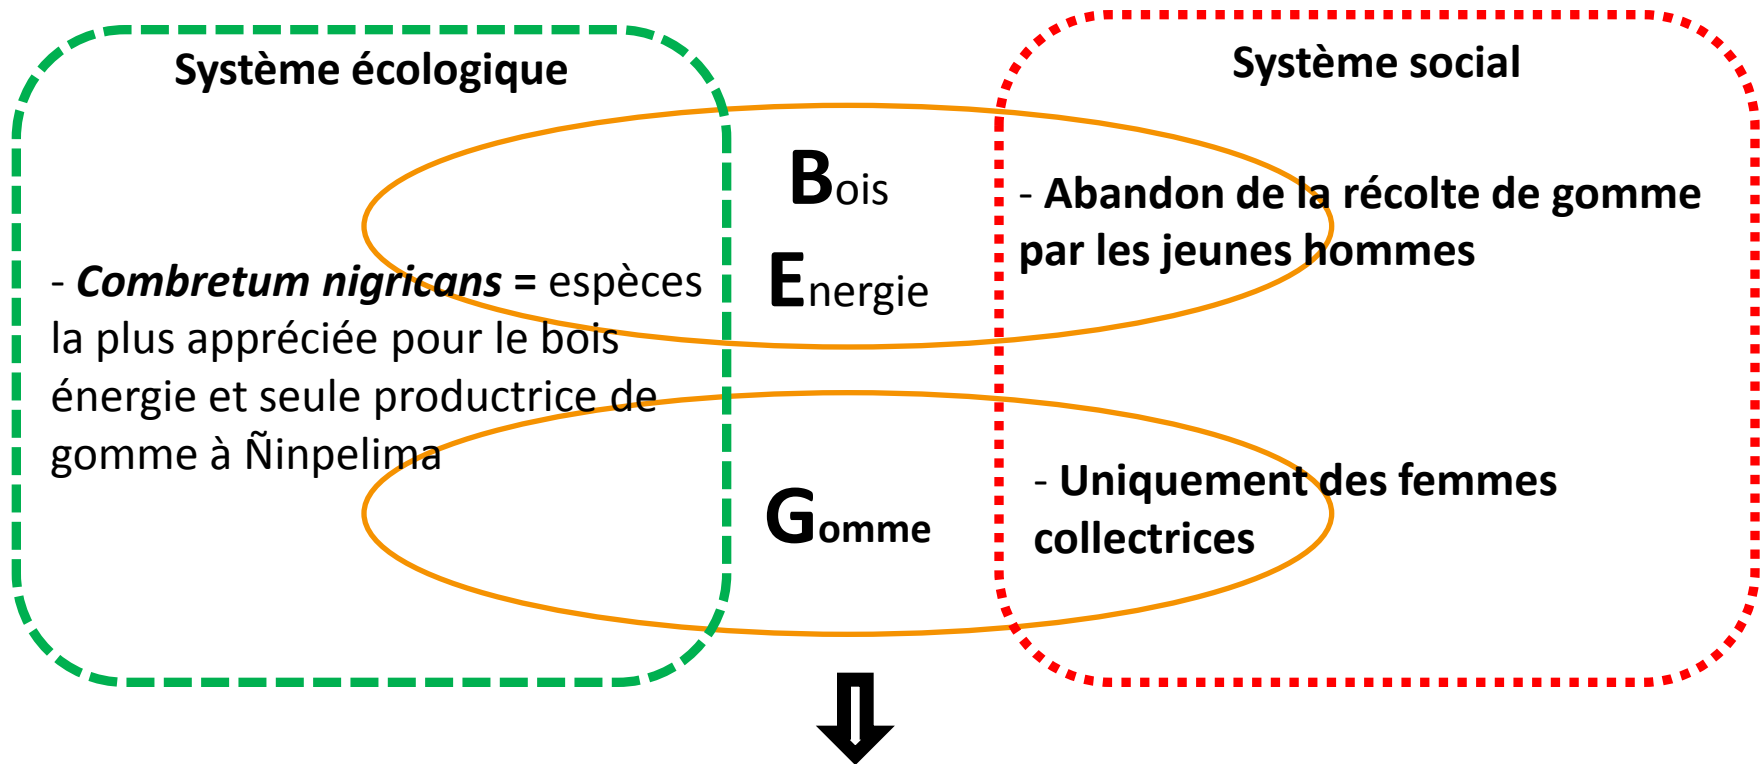 Système écologique
- Combretum nigricans = espèces
la plus appréciée pour le bois
énergie et seule productrice de
gomme à Ñinpelima
Bois
Energie
Gomme
Système social
- Abandon de la récolte de gomme
par les jeunes hommes
- Uniquement des femmes
collectrices